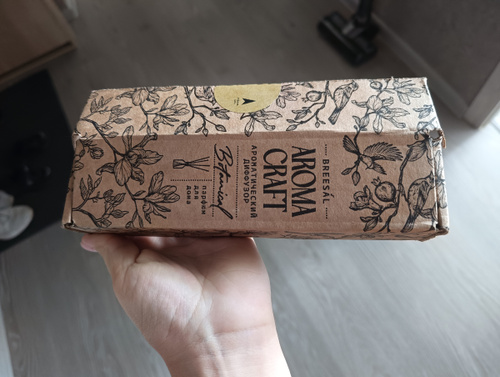 BREESAL
AROMA
CRAFT
АРОМАТИЧЕСКИЙ
ДИФФУЗОР
Botanical
парфюм
для
дома